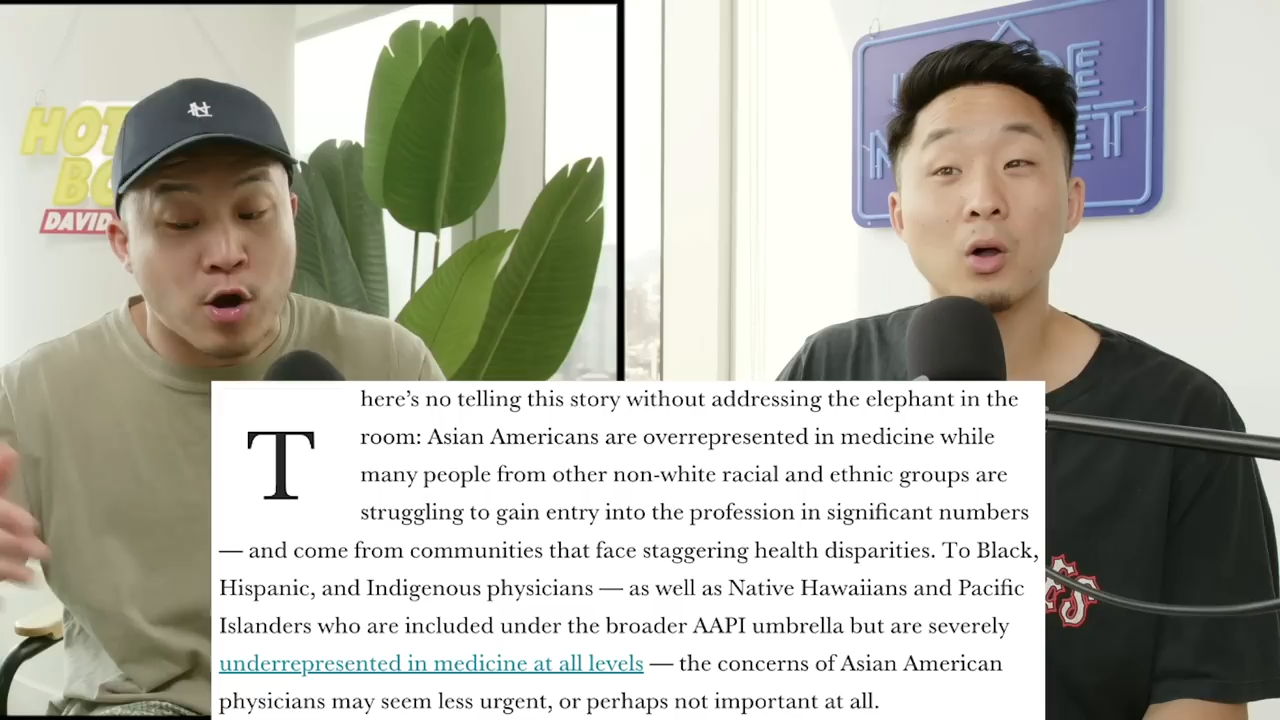 HOT
BO
DAVID
T
here’s no telling this story without addressing the elephant in the
room: Asian Americans are overrepresented in medicine while
many people from other non-white racial and ethnic groups are
struggling to gain entry into the profession in significant numbers
— and come from communities that face staggering health disparities. To Black,
Hispanic, and Indigenous physicians — as well as Native Hawaiians and Pacific
Islanders who are included under the broader AAPI umbrella but are severely
underrepresented in medicine at all levels — the concerns of Asian American
physicians may seem less urgent, or perhaps not important at all.